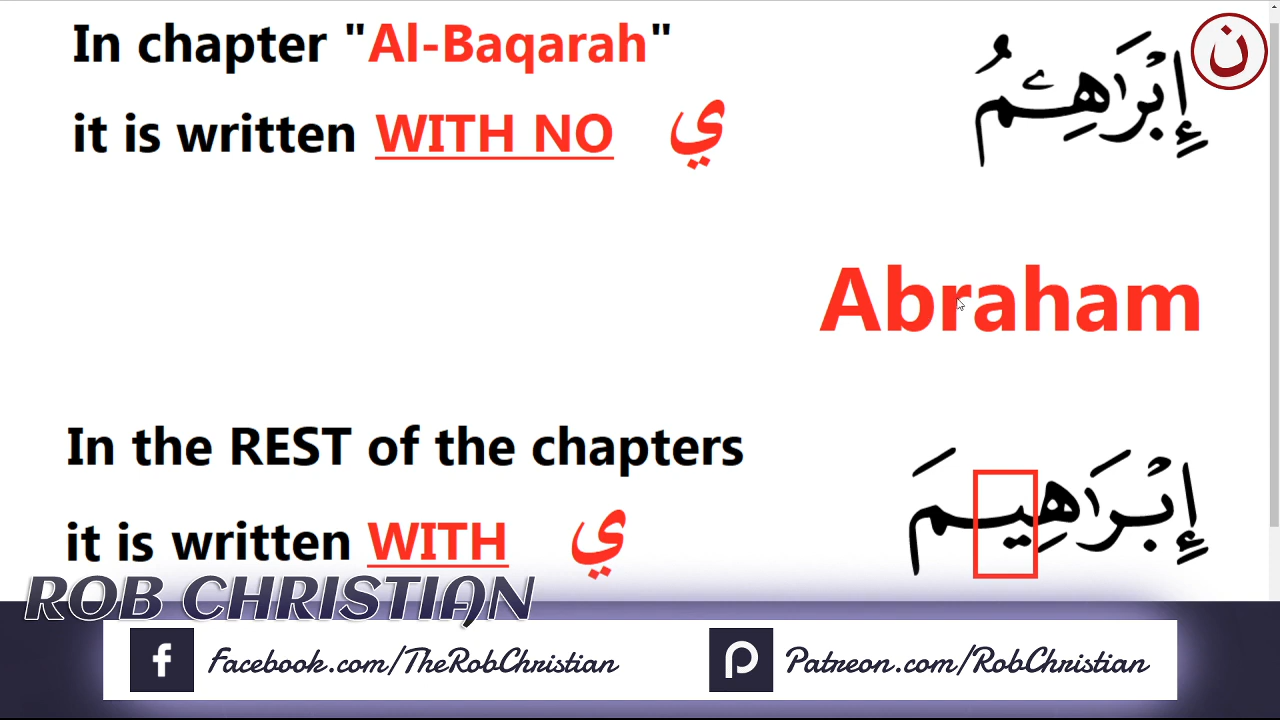 In chapter "Al-Baqarah"
it is written WITH NO ي
إِبْرَٰهِـۧمُ
ن
Abraham
In the REST of the chapters
it is written WITH ي
إِبْرَٰهِيمَ
ROB CHRISTIAN
f Facebook.com/TheRobChristian
Patreon.com/RobChristian